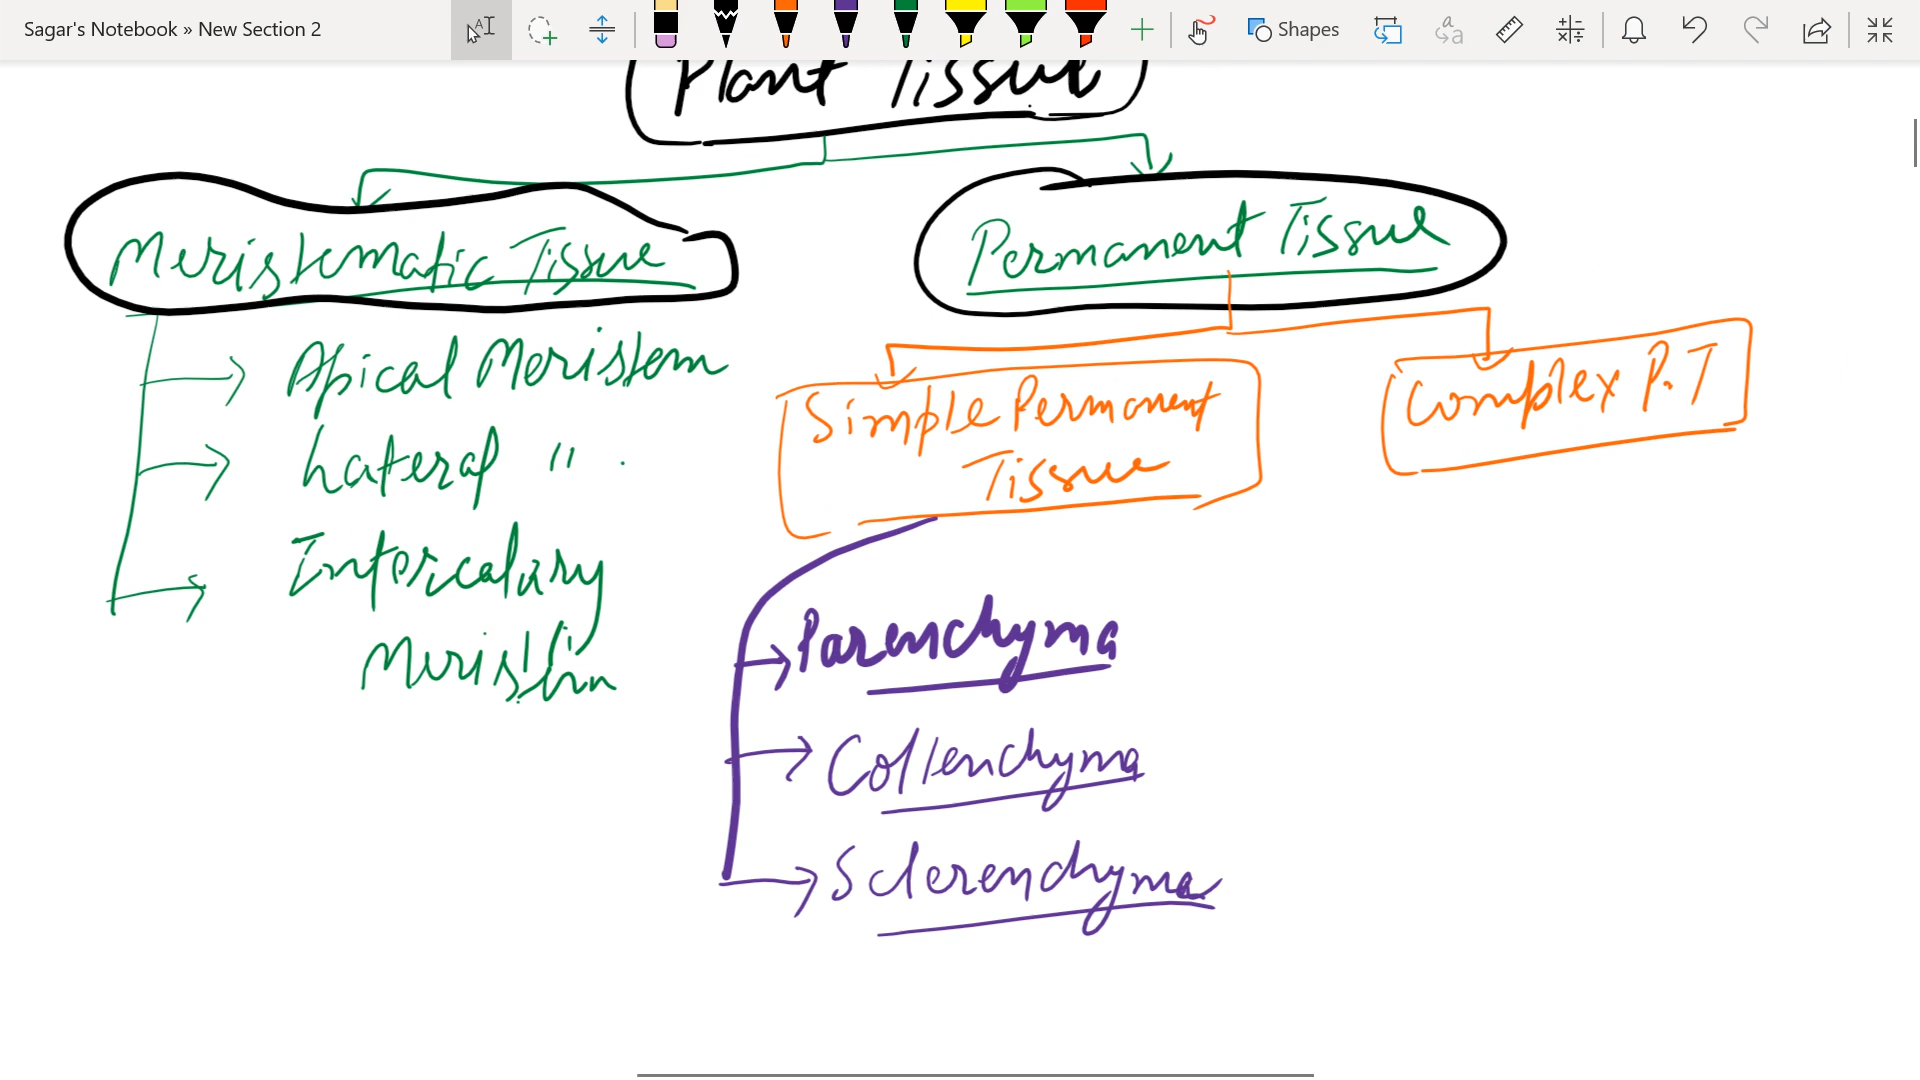 Sagar's Notebook » New Section 2
Shapes
Plant Tissue
Meristematic Tissue
Permanent Tissue
Apical Meristem
Lateral " .
Intercalary
Meristem
Simple Permanent
Tissue
Complex P.T
Parenchyma
Collenchyma
Sclerenchyma